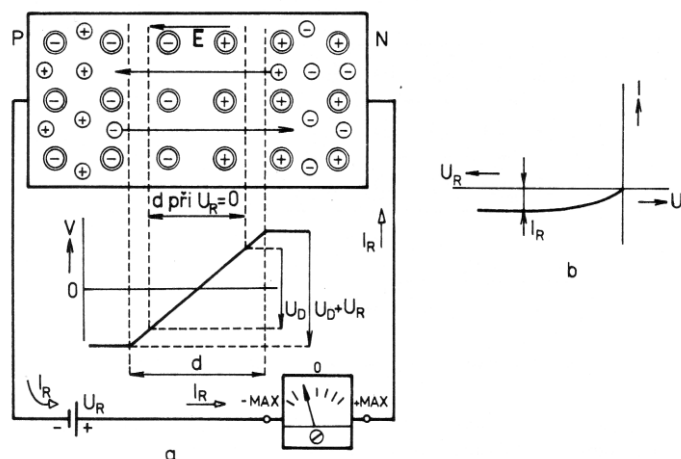 P
E
N
d při U_R=0
V
0
U_D
U_D+U_R
d
I_R
I_R
U_R
- +
I_R
0
-MAX
+MAX
a
I
U_R
U
I_R
b